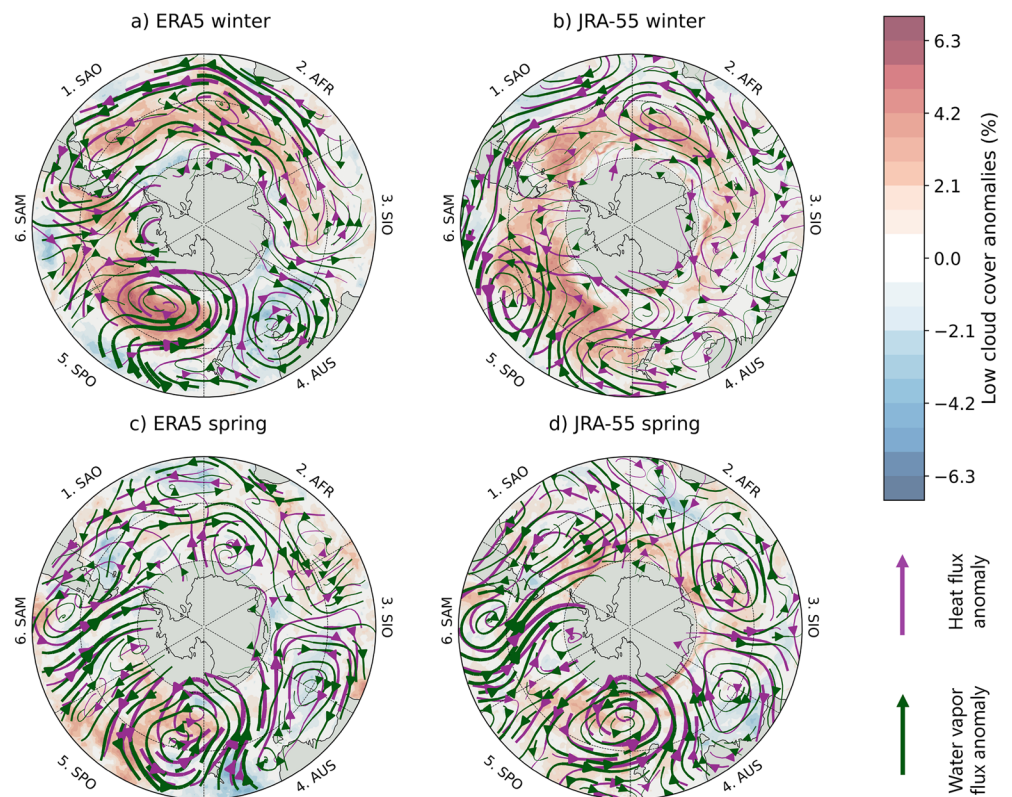 a) ERA5 winter
b) JRA-55 winter
1. SAO
2. AFR
3. SIO
4. AUS
5. SPO
6. SAM
1. SAO
2. AFR
3. SIO
4. AUS
5. SPO
6. SAM
c) ERA5 spring
d) JRA-55 spring
1. SAO
2. AFR
3. SIO
4. AUS
5. SPO
6. SAM
1. SAO
2. AFR
3. SIO
4. AUS
5. SPO
6. SAM
6.3
4.2
2.1
0.0
−2.1
−4.2
−6.3
Low cloud cover anomalies (%)
Heat flux
anomaly
Water vapor
flux anomaly